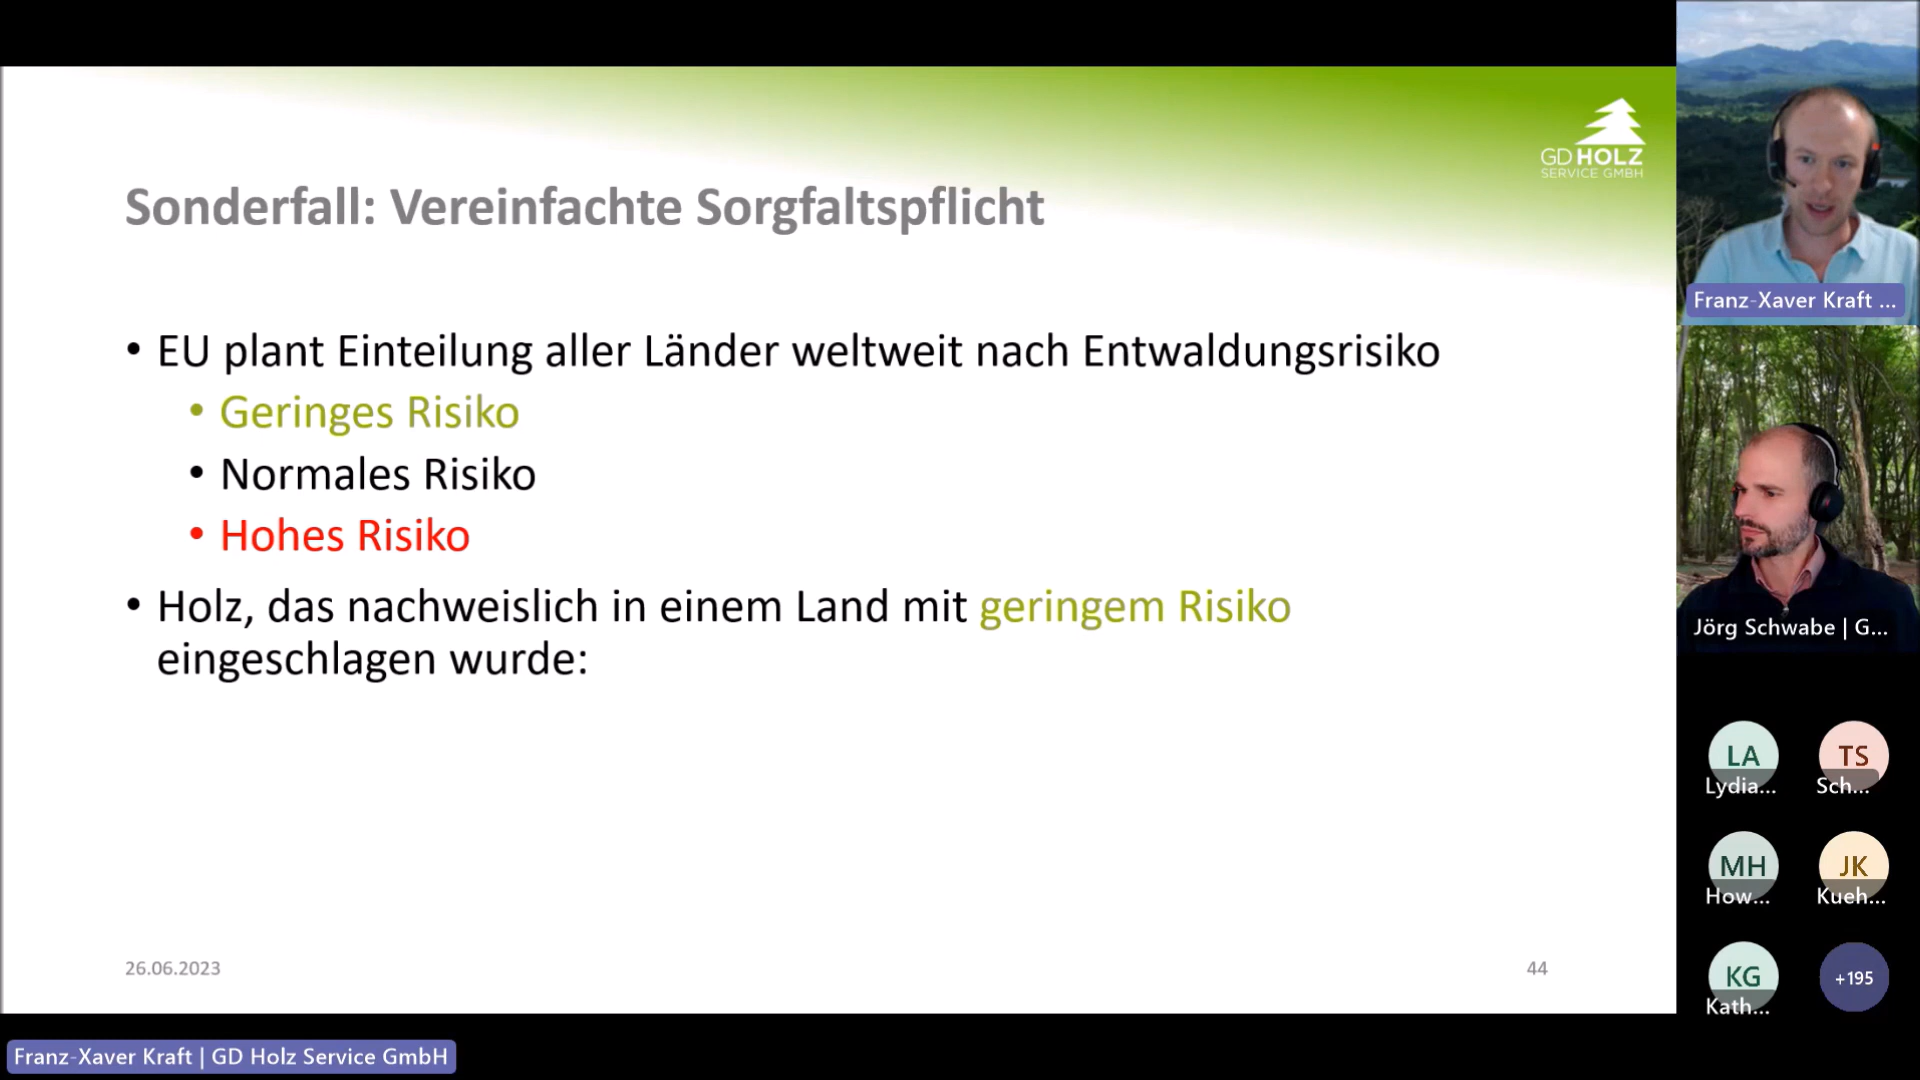 GD HOLZ
SERVICE GMBH
Sonderfall: Vereinfachte Sorgfaltspflicht
• EU plant Einteilung aller Länder weltweit nach Entwaldungsrisiko
• Geringes Risiko
• Normales Risiko
• Hohes Risiko
• Holz, das nachweislich in einem Land mit geringem Risiko
eingeschlagen wurde:
26.06.2023
44
Franz-Xaver Kraft ...
Jörg Schwabe | G...
LA
Lydia...
TS
Sch...
MH
How...
JK
Kueh...
KG
Kath...
+195
Franz-Xaver Kraft | GD Holz Service GmbH